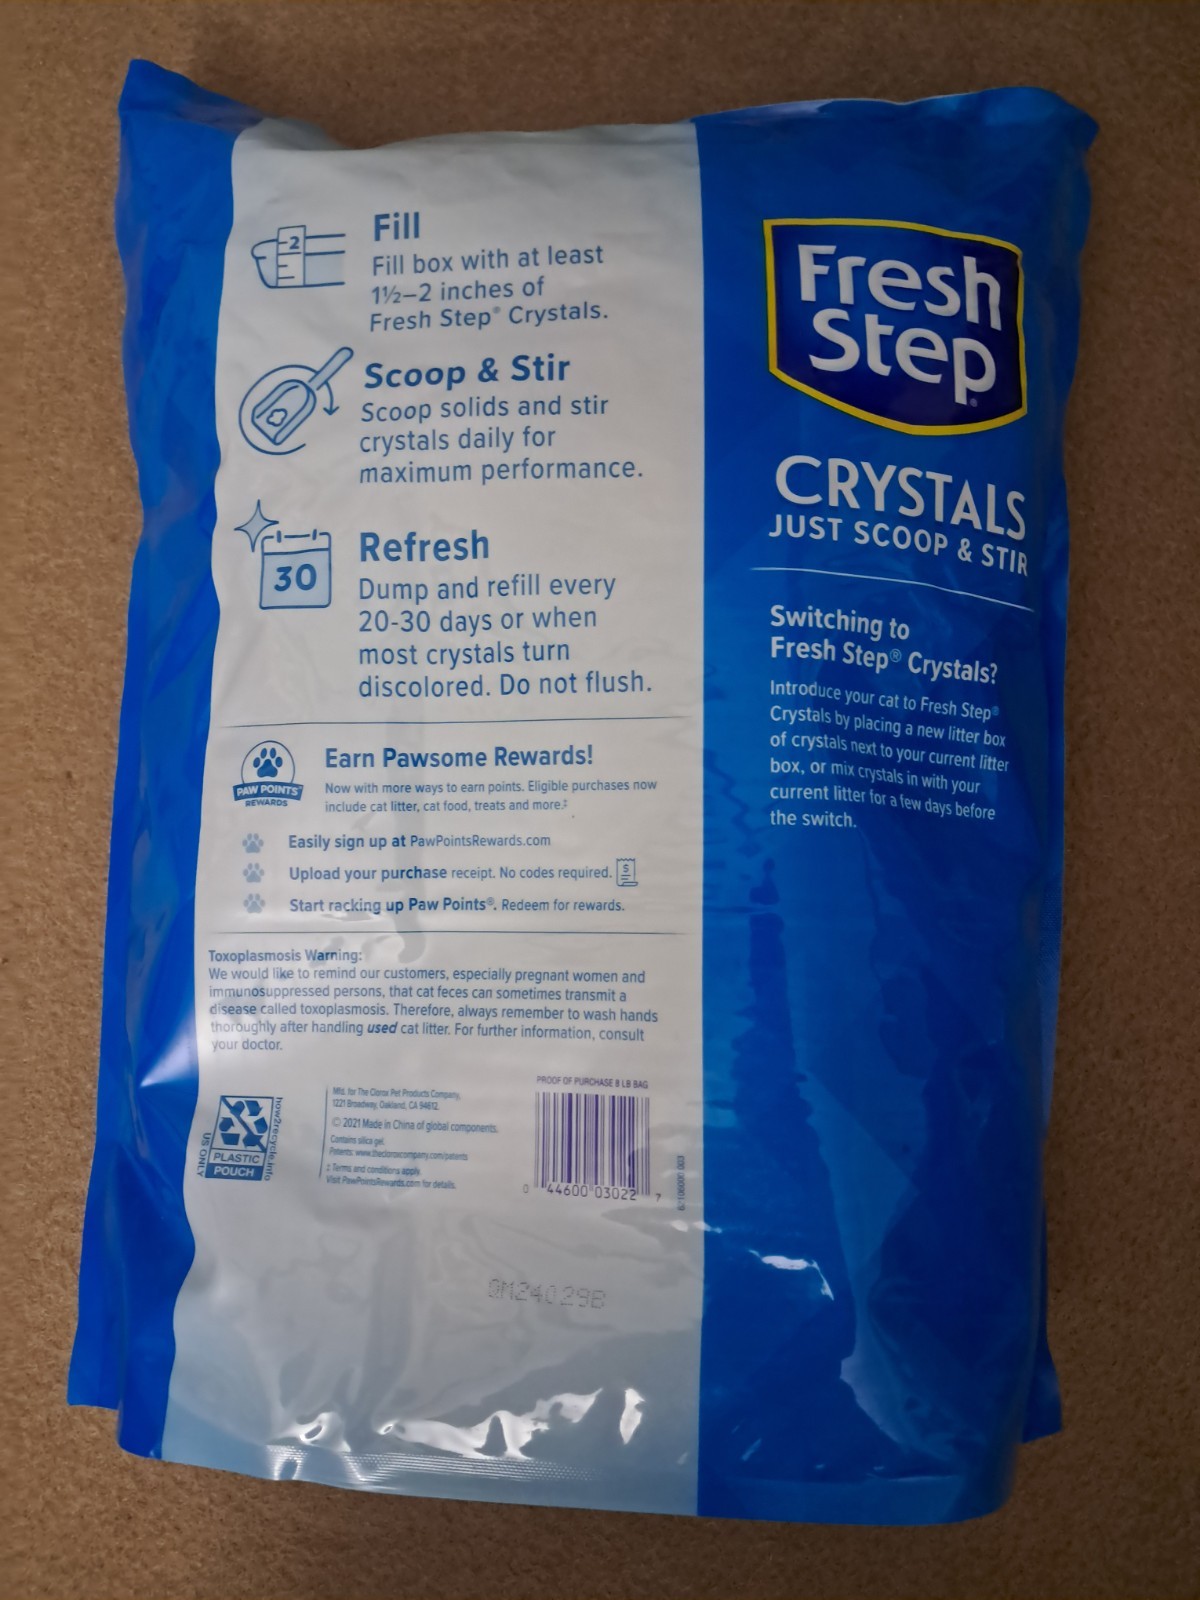 2
Fill
Fill box with at least
1½–2 inches of
Fresh Step® Crystals.
Scoop & Stir
Scoop solids and stir
crystals daily for
maximum performance.
30
Refresh
Dump and refill every
20-30 days or when
most crystals turn
discolored. Do not flush.
PAW POINTS
REWARDS
Earn Pawsome Rewards!
Now with more ways to earn points. Eligible purchases now
include cat litter, cat food, treats and more.‡
Easily sign up at PawPointsRewards.com
Upload your purchase receipt. No codes required.
$
Start racking up Paw Points®. Redeem for rewards.
Toxoplasmosis Warning:
We would like to remind our customers, especially pregnant women and
immunosuppressed persons, that cat feces can sometimes transmit a
disease called toxoplasmosis. Therefore, always remember to wash hands
thoroughly after handling used cat litter. For further information, consult
your doctor.
how2recycle.info
US ONLY
PLASTIC
POUCH
Mfd. for The Clorox Pet Products Company,
1221 Broadway, Oakland, CA 94612.
© 2021 Made in China of global components.
Contains silica gel.
Patents: www.thecloroxcompany.com/patents
‡ Terms and conditions apply.
Visit PawPointsRewards.com for details.
PROOF OF PURCHASE 8 LB BAG
0 44600 03022 7
QM24029B
Fresh
Step®
CRYSTALS
JUST SCOOP & STIR
Switching to
Fresh Step® Crystals?
Introduce your cat to Fresh Step®
Crystals by placing a new litter box
of crystals next to your current litter
box, or mix crystals in with your
current litter for a few days before
the switch.